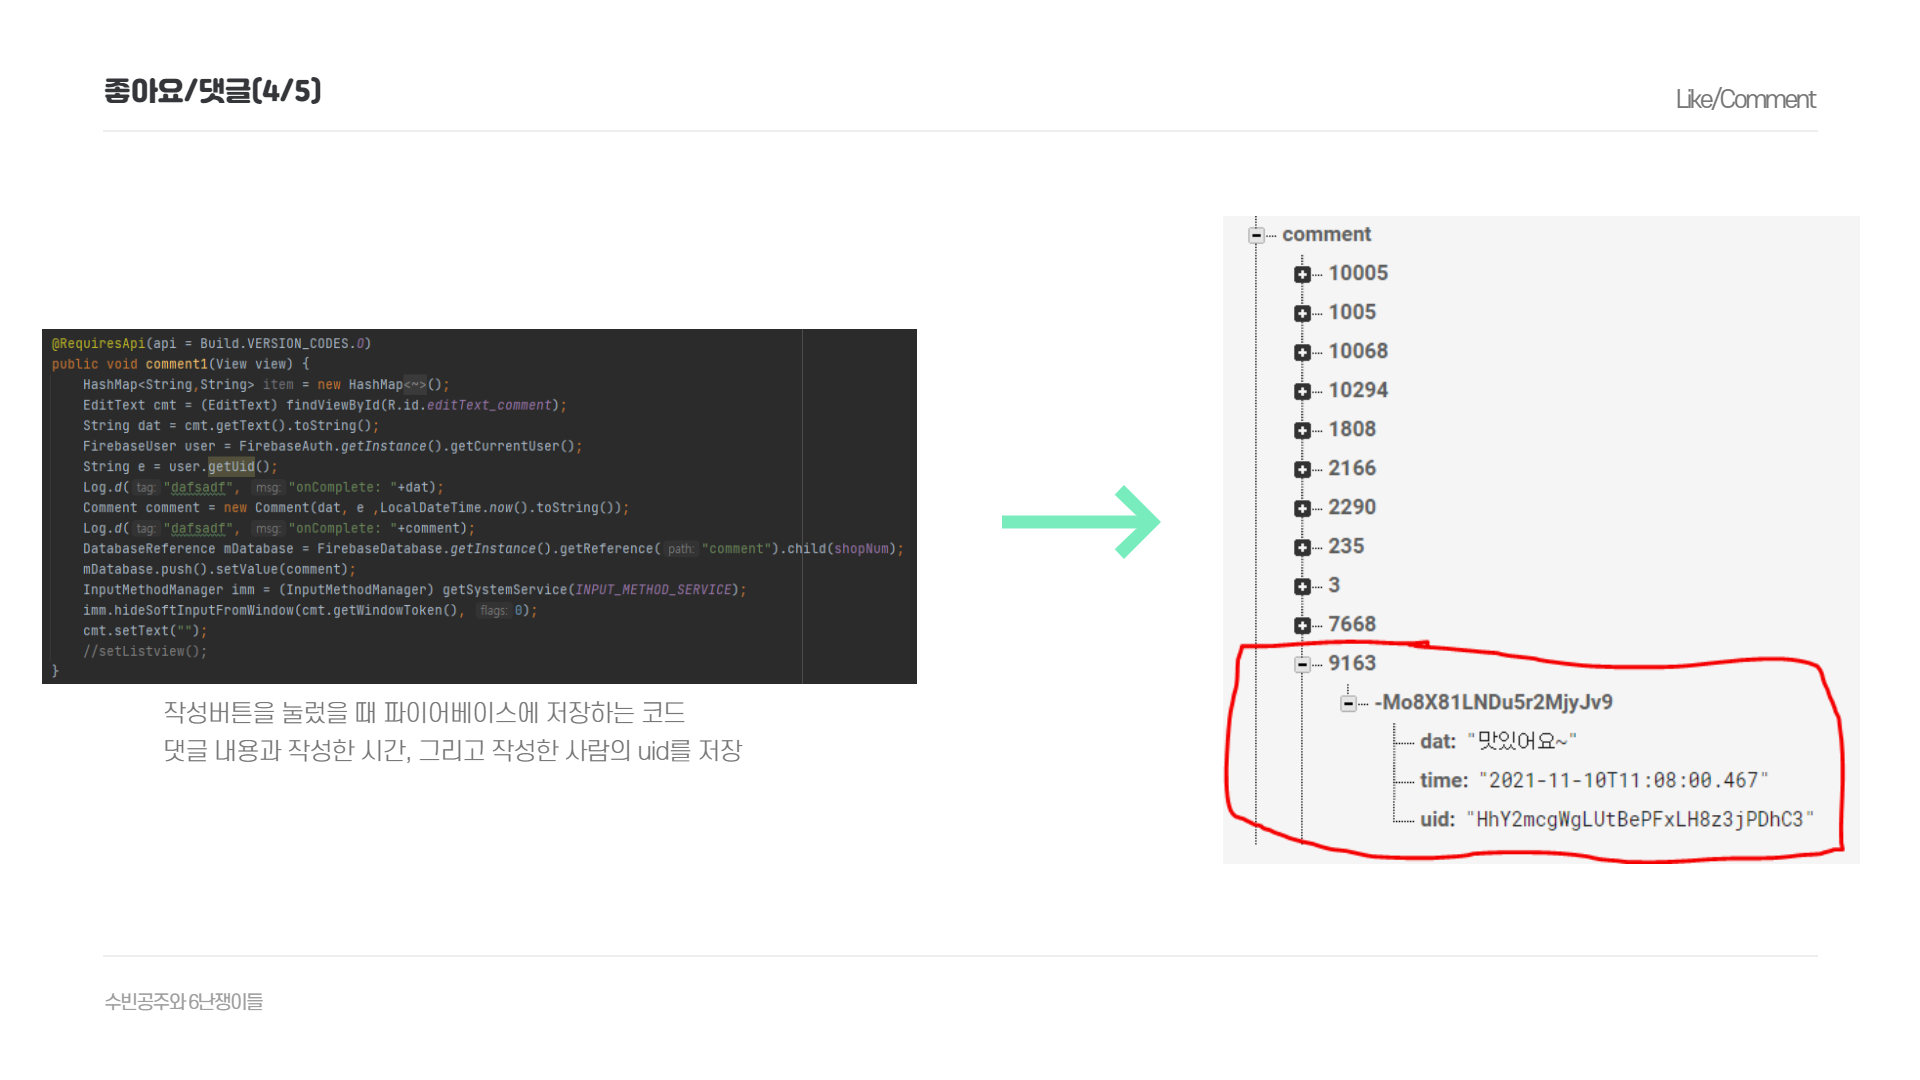 좋아요/댓글(4/5)
Like/Comment
@RequiresApi(api = Build.VERSION_CODES.O)
public void comment1(View view) {
HashMap<String,String> item = new HashMap<~>();
EditText cmt = (EditText) findViewById(R.id.editText_comment);
String dat = cmt.getText().toString();
FirebaseUser user = FirebaseAuth.getInstance().getCurrentUser();
String e = user.getUid();
Log.d( tag: "dafsadf", msg: "onComplete: "+dat);
Comment comment = new Comment(dat, e ,LocalDateTime.now().toString());
Log.d( tag: "dafsadf", msg: "onComplete: "+comment);
DatabaseReference mDatabase = FirebaseDatabase.getInstance().getReference( path: "comment").child(shopNum);
mDatabase.push().setValue(comment);
InputMethodManager imm = (InputMethodManager) getSystemService(INPUT_METHOD_SERVICE);
imm.hideSoftInputFromWindow(cmt.getWindowToken(), flags: 0);
cmt.setText("");
//setListview();
}
작성버튼을 눌렀을 때 파이어베이스에 저장하는 코드
댓글 내용과 작성한 시간, 그리고 작성한 사람의 uid를 저장
comment
10005
1005
10068
10294
1808
2166
2290
235
3
7668
9163
-Mo8X81LNDu5r2MjyJv9
dat: "맛있어요~"
time: "2021-11-10T11:08:00.467"
uid: "HhY2mcgWgLUtBePFxLH8z3jPDhC3"
수빈공주와 6난쟁이들